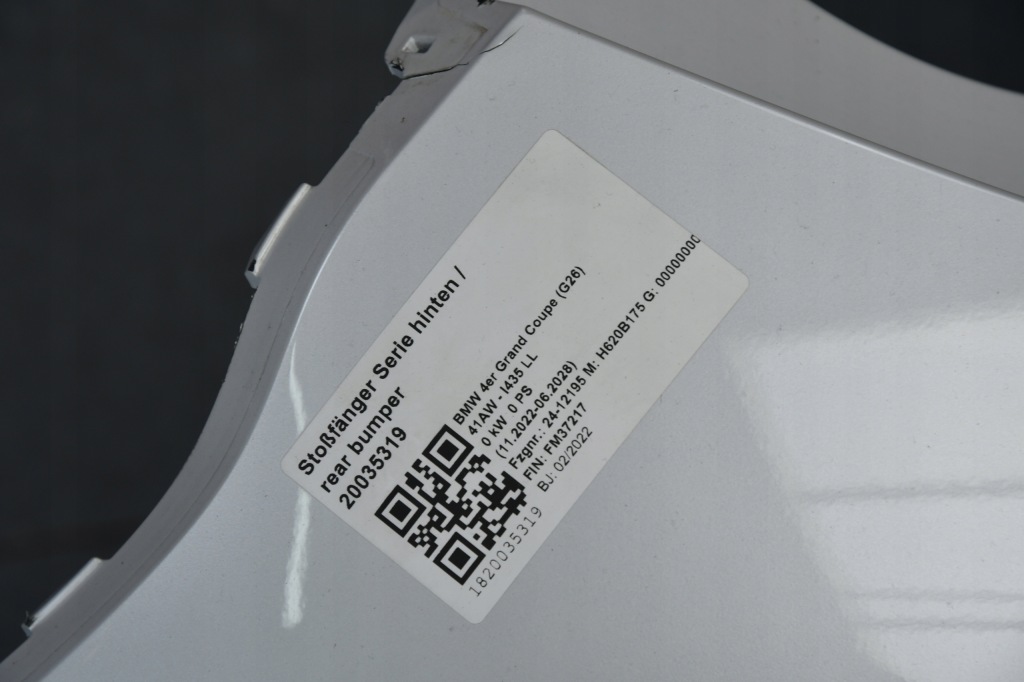 Stoßfänger Serie hinten /
rear bumper
20035319
BMW 4er Grand Coupe (G26)
41AW - I435 LL
0 kW 0 PS
(11.2022-06.2028)
Fzgnr.: 24-12195 M: H620B175 G: 00000000
FIN: FM37217
BJ: 02/2022
1820035319